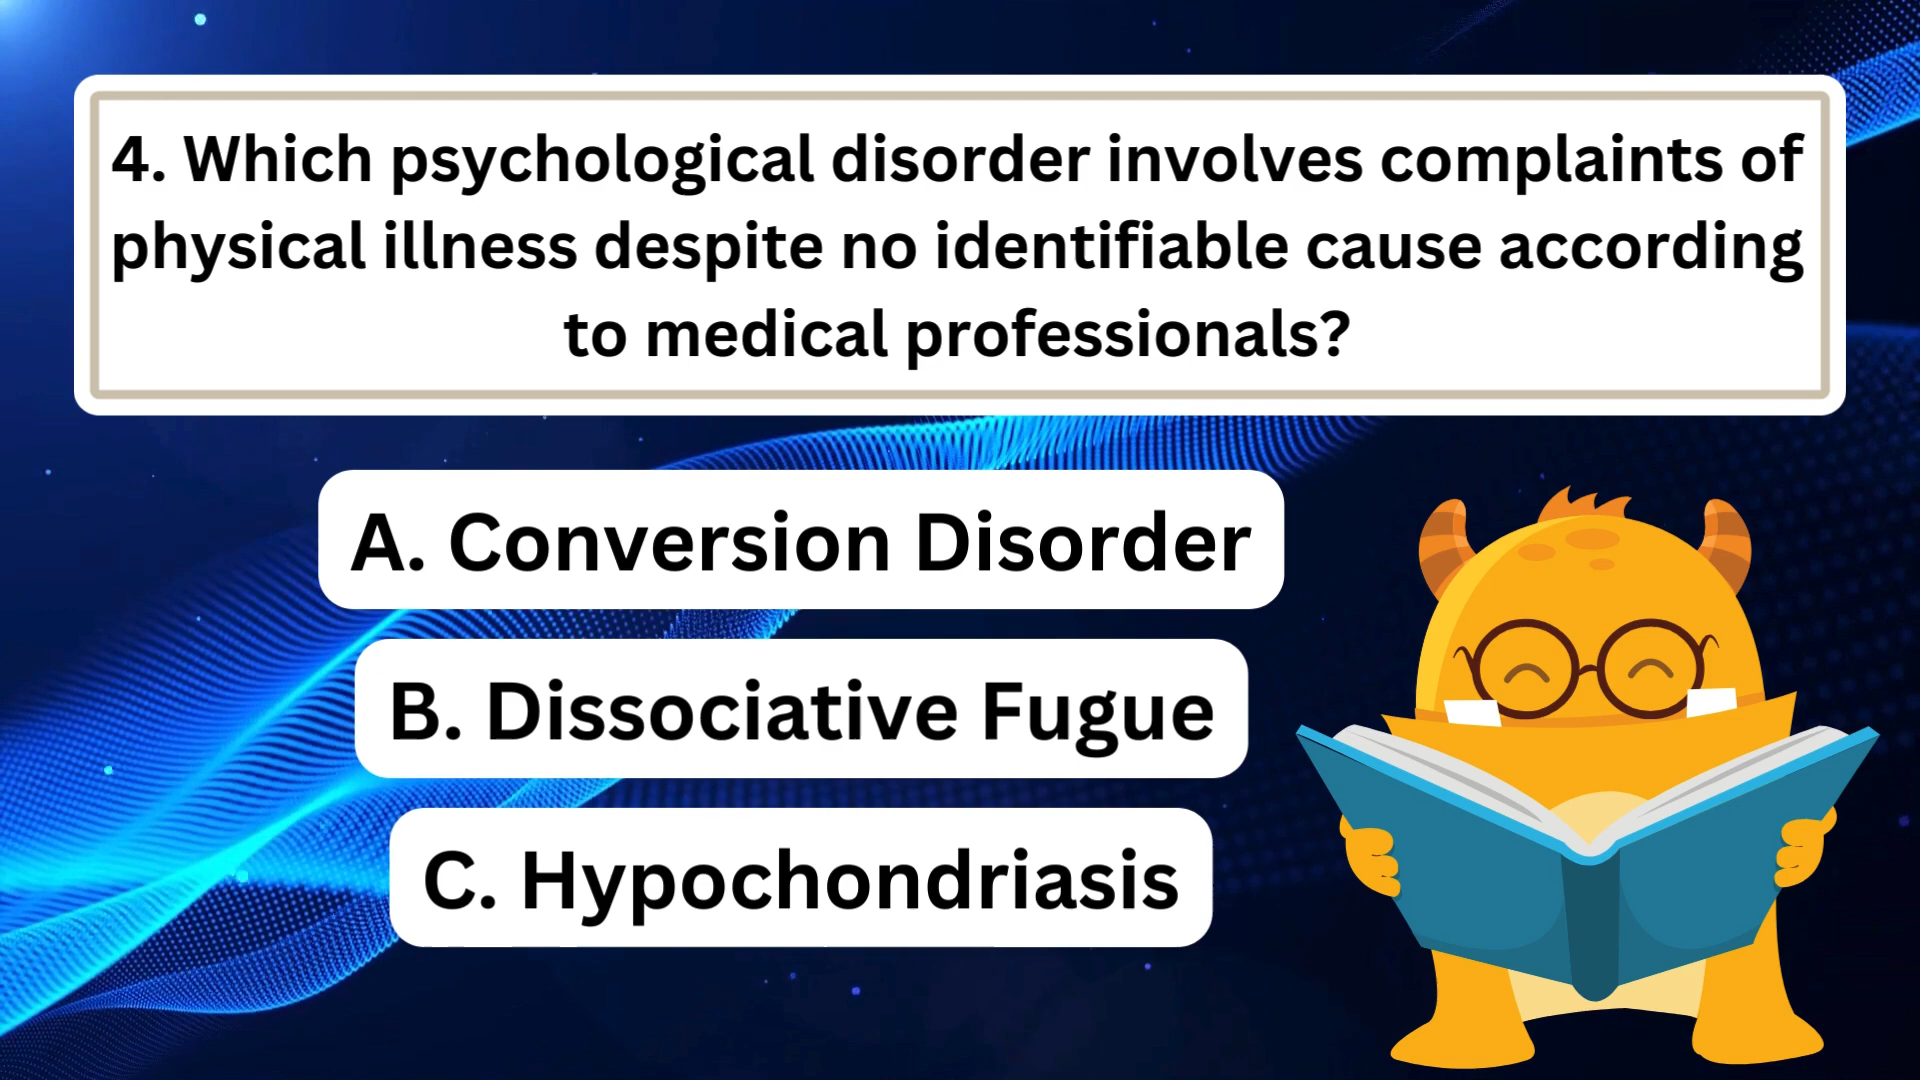 4. Which psychological disorder involves complaints of
physical illness despite no identifiable cause according
to medical professionals?
A. Conversion Disorder
B. Dissociative Fugue
C. Hypochondriasis